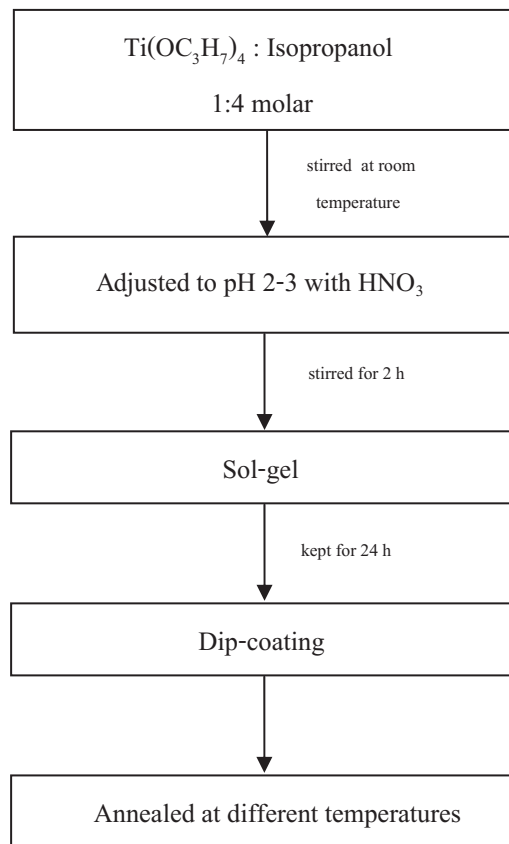 Ti(OC₃H₇)₄ : Isopropanol
1:4 molar
stirred at room
temperature
Adjusted to pH 2-3 with HNO₃
stirred for 2 h
Sol-gel
kept for 24 h
Dip-coating
Annealed at different temperatures